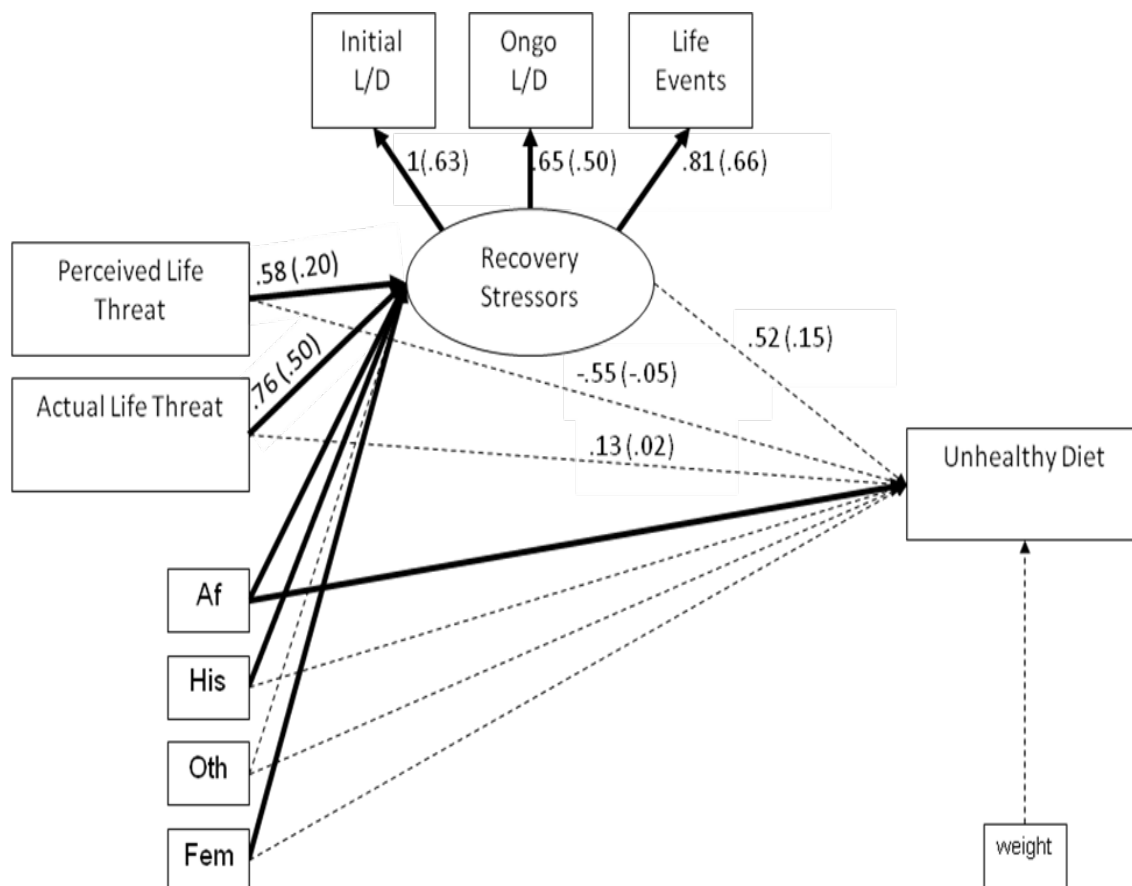 Initial
L/D
Ongo
L/D
Life
Events
1(.63)
.65 (.50)
.81 (.66)
Perceived Life
Threat
.58 (.20)
Recovery
Stressors
.52 (.15)
.76 (.50)
-.55 (-.05)
Actual Life Threat
.13 (.02)
Unhealthy Diet
Af
His
Oth
Fem
weight